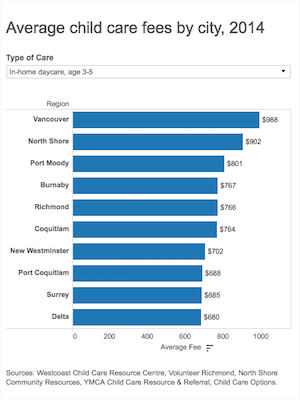 Average child care fees by city, 2014
Type of Care
In-home daycare, age 3-5
Region
Vancouver $988
North Shore $902
Port Moody $801
Burnaby $767
Richmond $766
Coquitlam $764
New Westminster $702
Port Coquitlam $688
Surrey $685
Delta $680
0 200 400 600 800 1000
Average Fee
Sources: Westcoast Child Care Resource Centre, Volunteer Richmond, North Shore
Community Resources, YMCA Child Care Resource & Referral, Child Care Options.